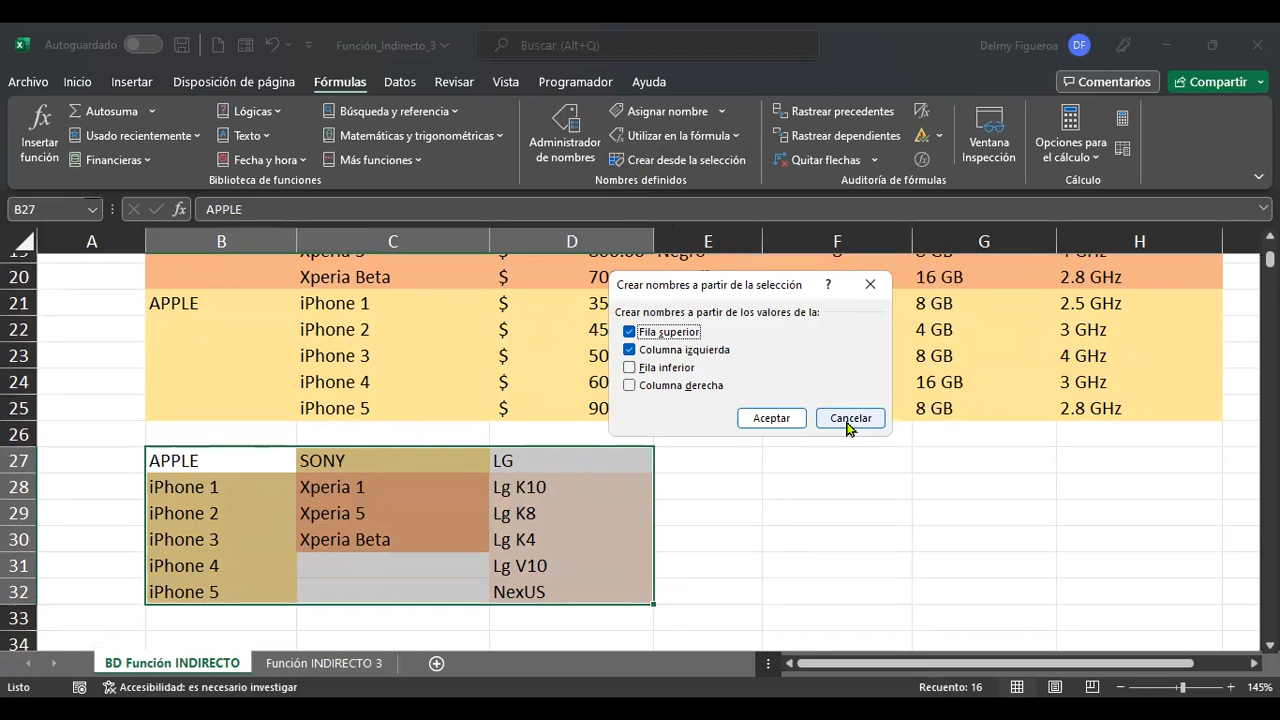 Autoguardado Función_Indirecto_3 Buscar (Alt+Q) Delmy Figueroa DF
Archivo Inicio Insertar Disposición de página Fórmulas Datos Revisar Vista Programador Ayuda Comentarios Compartir
Insertar función
Autosuma
Usado recientemente
Financieras
Lógicas
Texto
Fecha y hora
Búsqueda y referencia
Matemáticas y trigonométricas
Más funciones
Biblioteca de funciones
Administrador de nombres
Asignar nombre
Utilizar en la fórmula
Crear desde la selección
Nombres definidos
Rastrear precedentes
Rastrear dependientes
Quitar flechas
Ventana Inspección
Auditoría de fórmulas
Opciones para el cálculo
Cálculo
B27 fx APPLE
A B C D E F G H
20 Xperia Beta $ 70 16 GB 2.8 GHz
21 APPLE iPhone 1 $ 35 8 GB 2.5 GHz
22 iPhone 2 $ 45 4 GB 3 GHz
23 iPhone 3 $ 50 8 GB 4 GHz
24 iPhone 4 $ 60 16 GB 3 GHz
25 iPhone 5 $ 90 8 GB 2.8 GHz
26
27 APPLE SONY LG
28 iPhone 1 Xperia 1 Lg K10
29 iPhone 2 Xperia 5 Lg K8
30 iPhone 3 Xperia Beta Lg K4
31 iPhone 4 Lg V10
32 iPhone 5 NexUS
33
34
Crear nombres a partir de la selección ?
Crear nombres a partir de los valores de la:
Fila superior
Columna izquierda
Fila inferior
Columna derecha
Aceptar Cancelar
BD Función INDIRECTO Función INDIRECTO 3
Listo Accesibilidad: es necesario investigar Recuento: 16 145%